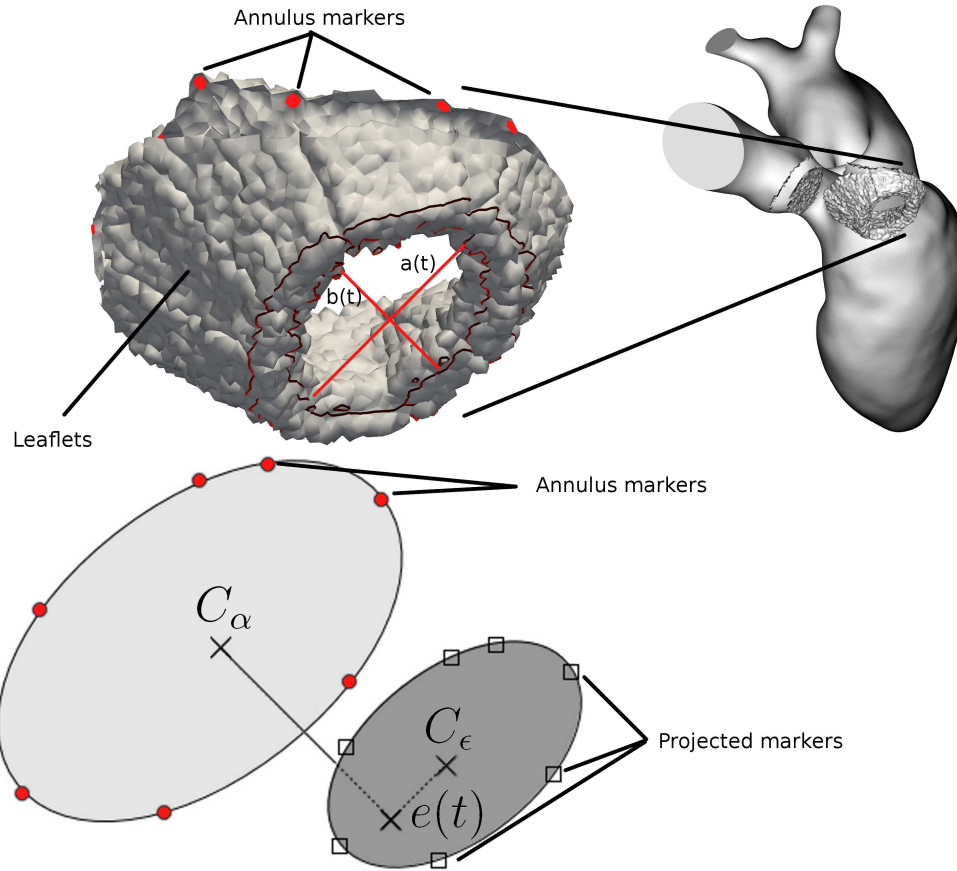 Annulus markers
a(t)
b(t)
Leaflets
Annulus markers
C_α
C_ϵ
Projected markers
e(t)